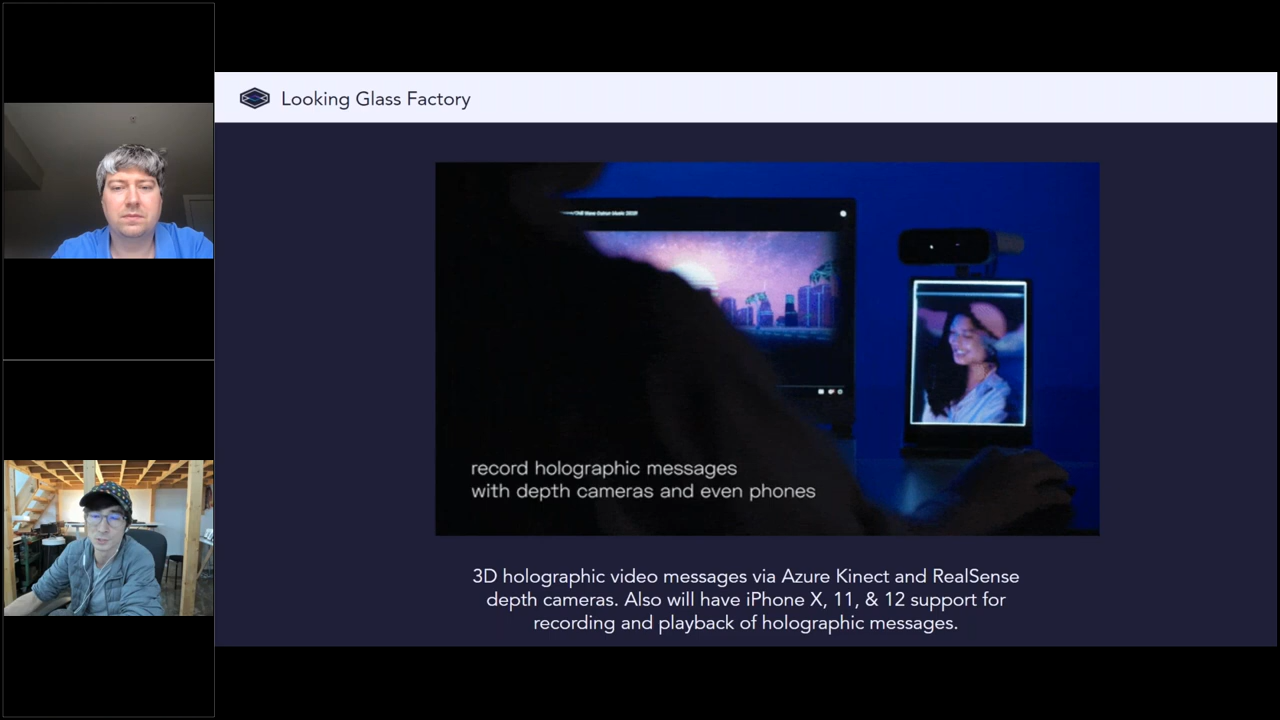 Looking Glass Factory
record holographic messages
with depth cameras and even phones
3D holographic video messages via Azure Kinect and RealSense
depth cameras. Also will have iPhone X, 11, & 12 support for
recording and playback of holographic messages.